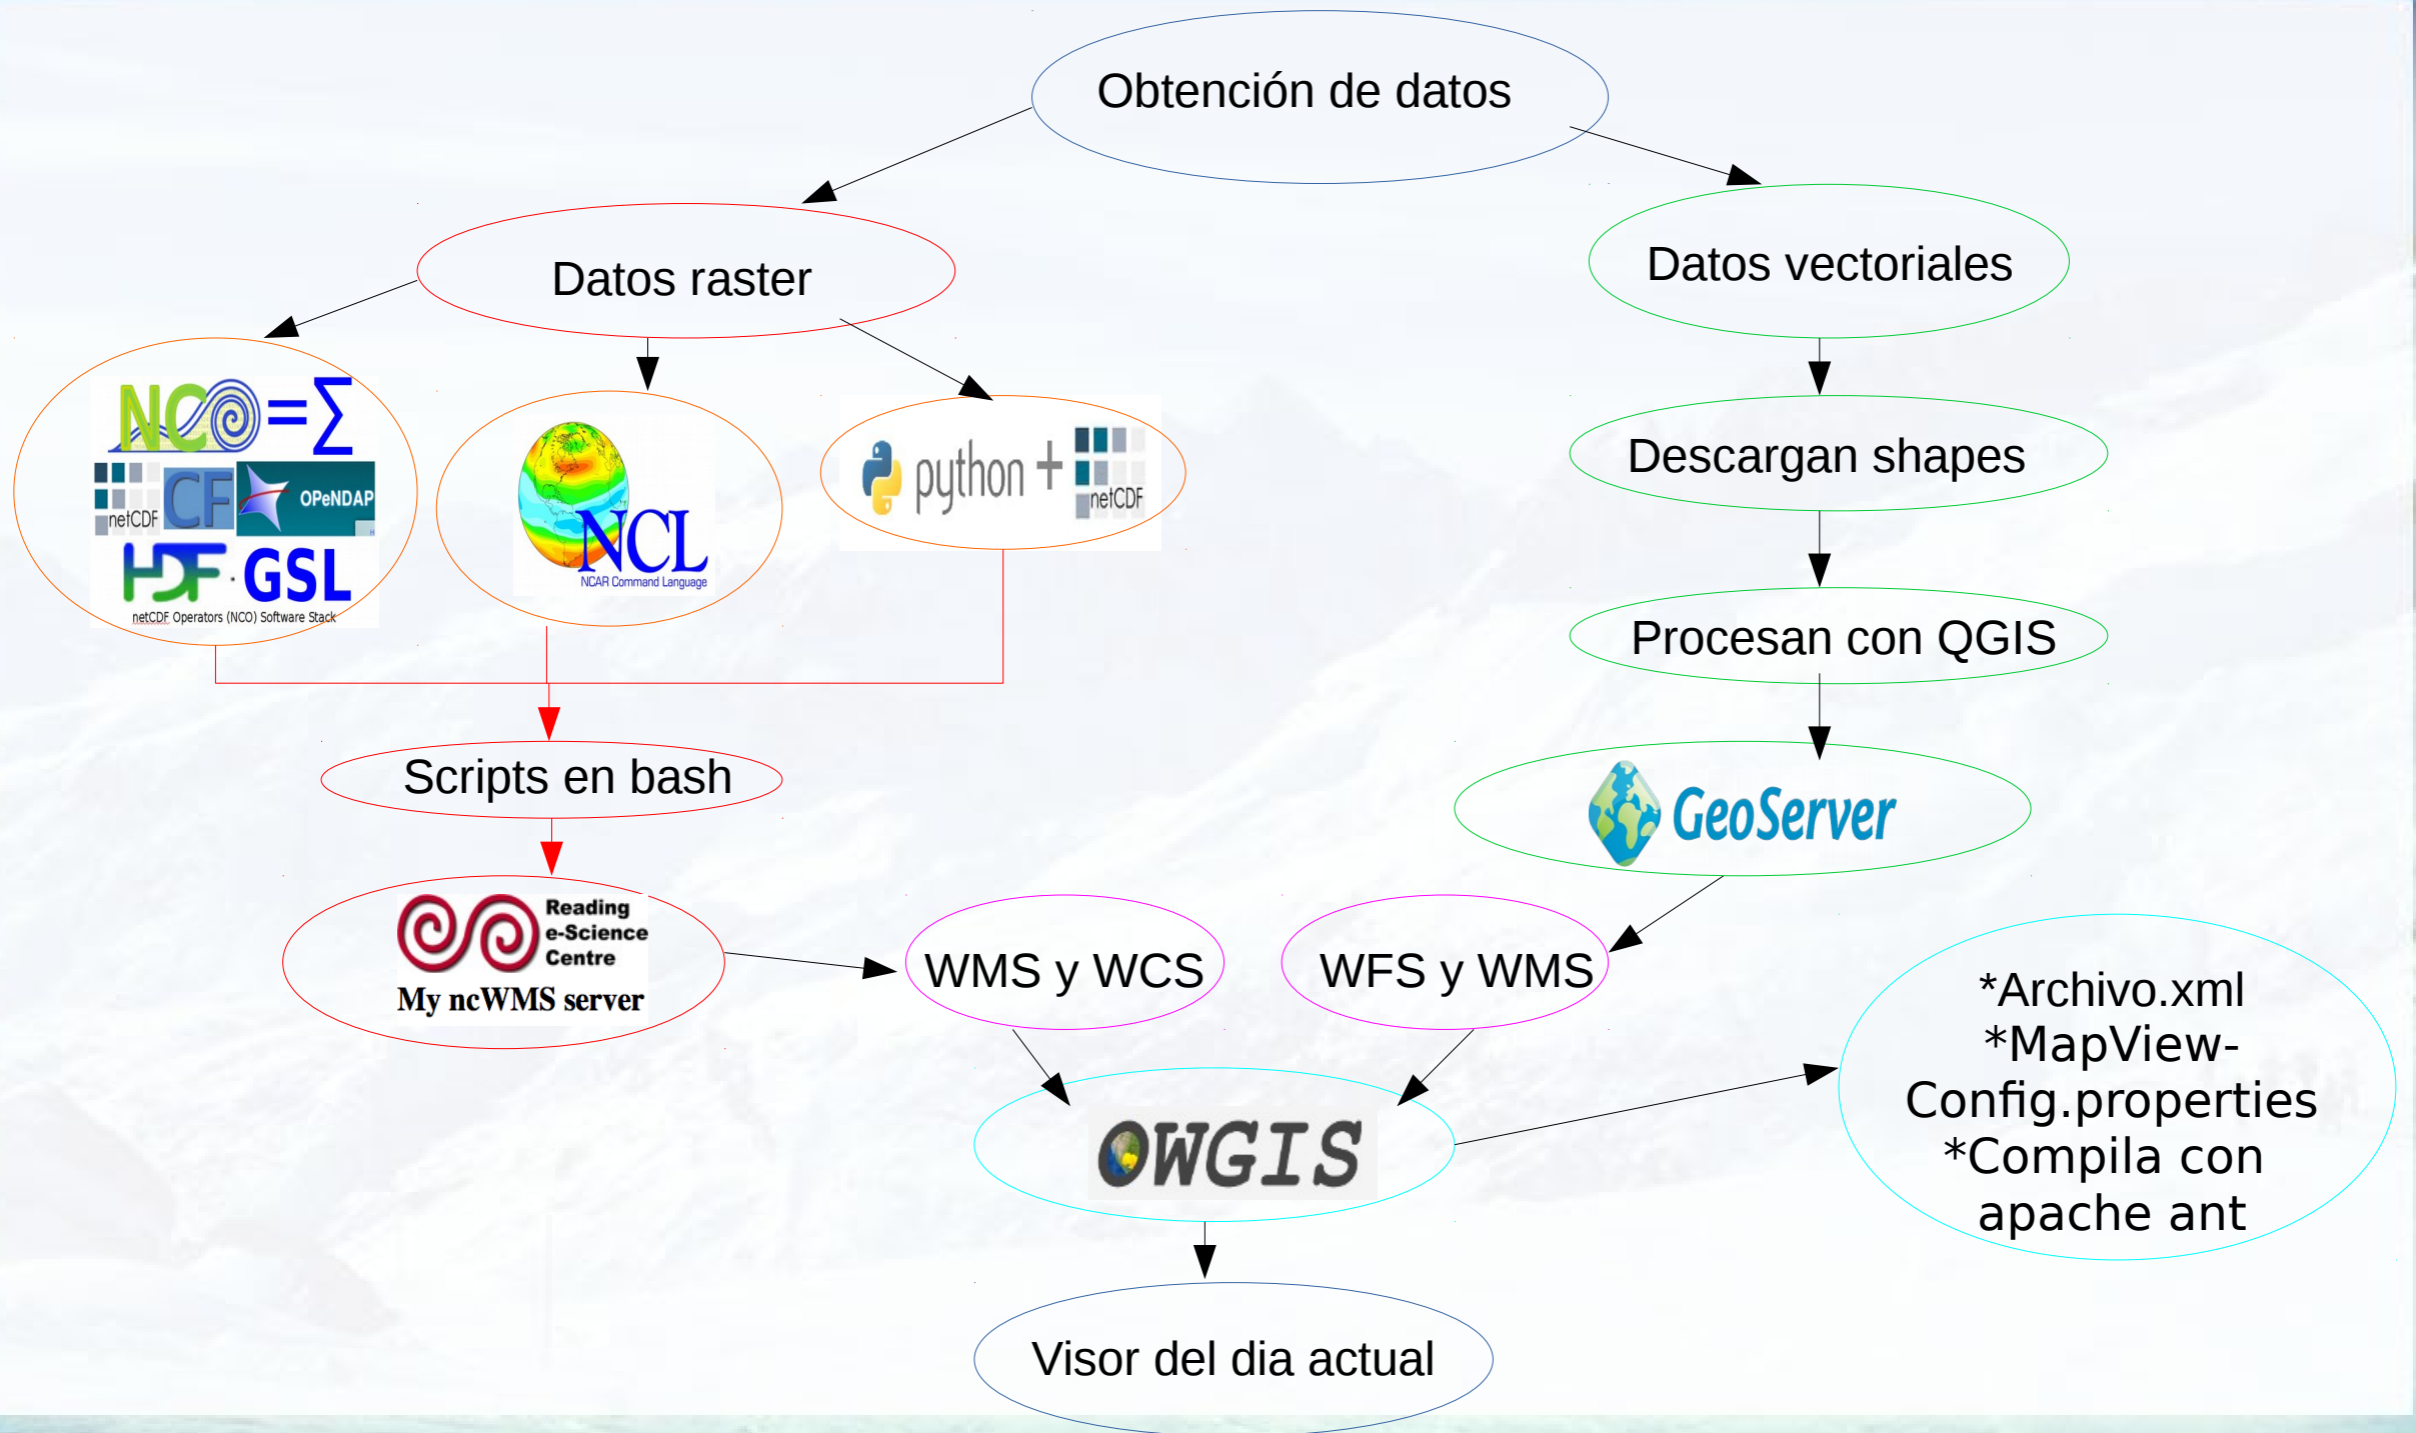 Obtención de datos
Datos raster
Datos vectoriales
NCO=∑
netCDF CF OPeNDAP
HDF·GSL
netCDF Operators (NCO) Software Stack
NCL
NCAR Command Language
python + netCDF
Descargan shapes
Procesan con QGIS
Scripts en bash
GeoServer
Reading
e-Science
Centre
My ncWMS server
WMS y WCS
WFS y WMS
*Archivo.xml
*MapView-
Config.properties
*Compila con
apache ant
OWGIS
Visor del dia actual